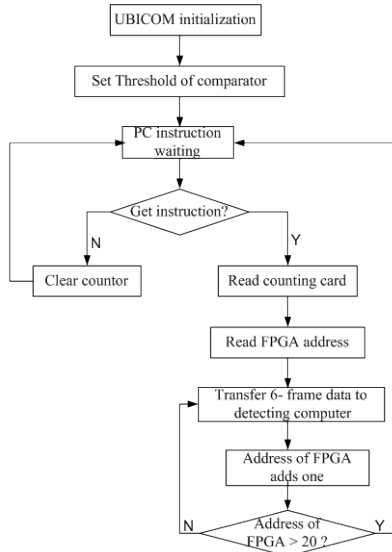 UBICOM initialization
Set Threshold of comparator
PC instruction
waiting
Get instruction?
N
Y
Clear countor
Read counting card
Read FPGA address
Transfer 6- frame data to
detecting computer
Address of FPGA
adds one
N
Address of
FPGA > 20 ?
Y